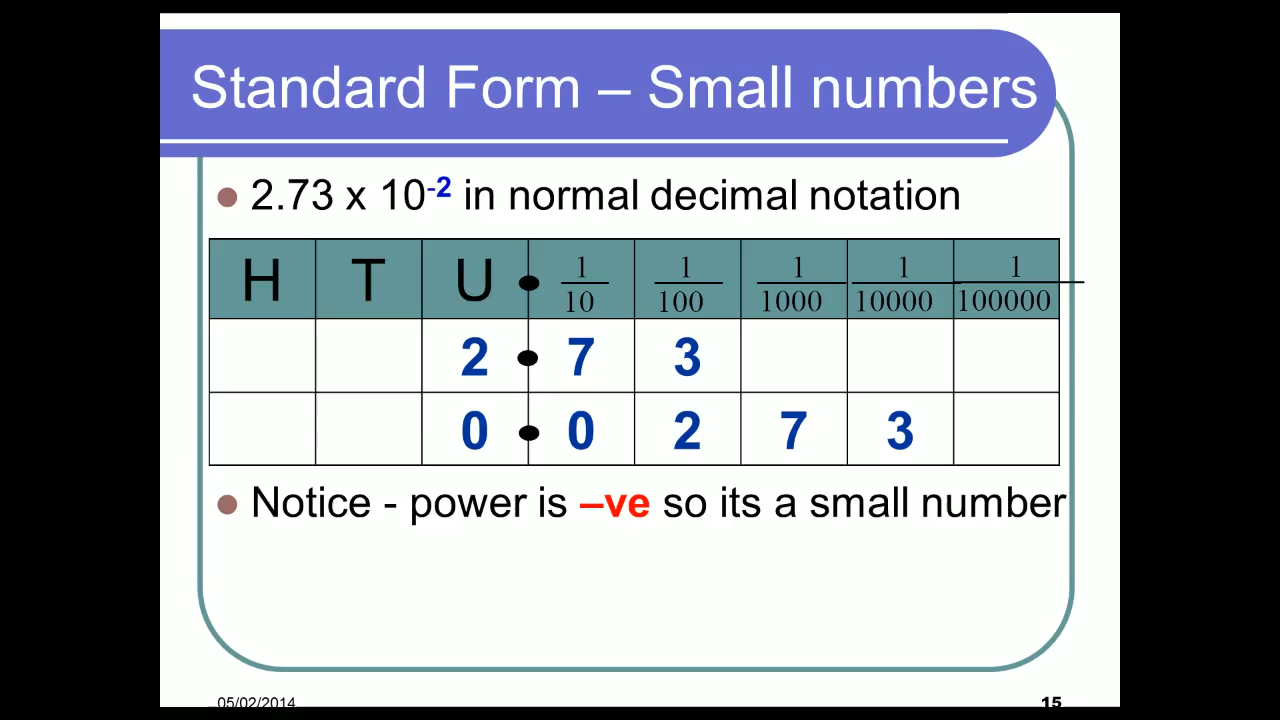 Standard Form – Small numbers
2.73 x 10⁻² in normal decimal notation
H T U • 1/10 1/100 1/1000 1/10000 1/100000
2 • 7 3
0 • 0 2 7 3
Notice - power is –ve so its a small number
05/02/2014 15